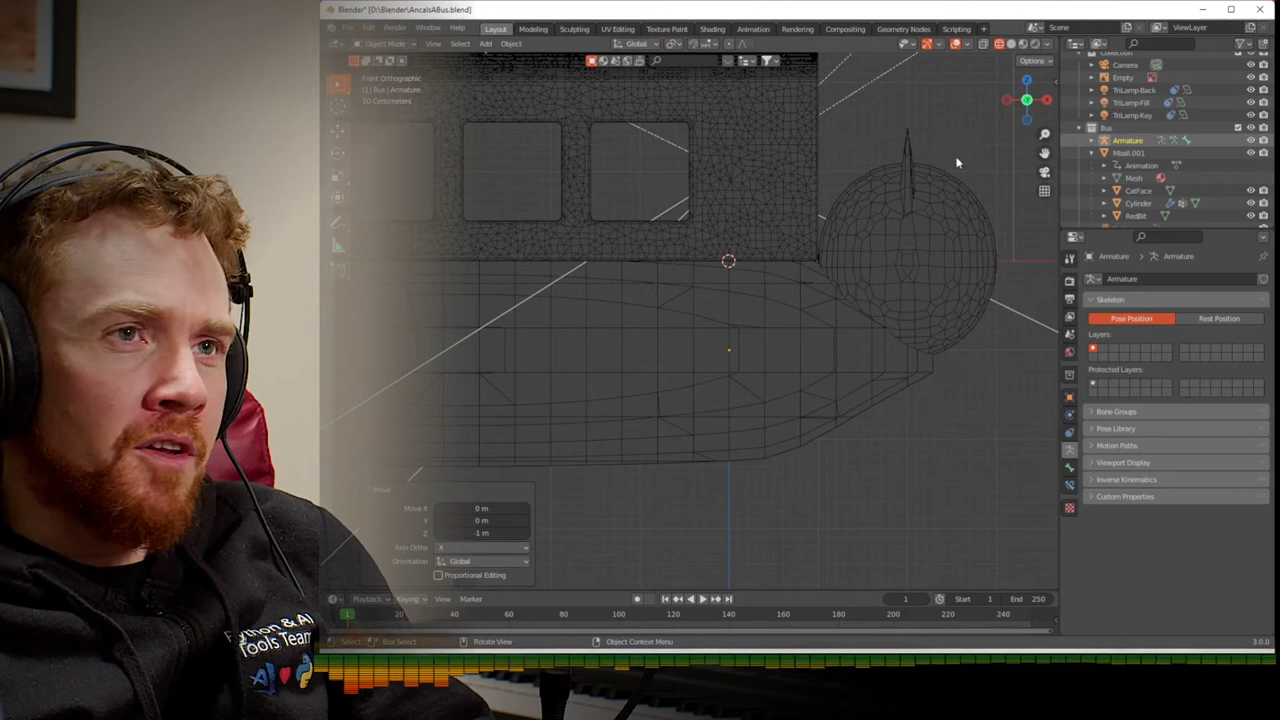 Blender* [D:\Blender\AncaisABus.blend]
File Edit Render Window Help
Layout Modeling Sculpting UV Editing Texture Paint Shading Animation Rendering Compositing Geometry Nodes Scripting
Scene ViewLayer
Object Mode View Select Add Object Global
Options
Front Orthographic
(1) Bus | Armature
10 Centimeters
Z
X
-Y
Collection
Camera
Empty
TriLamp-Back
TriLamp-Fill
TriLamp-Key
Bus
Armature
Mball.001
Animation
Mesh
CatFace
Cylinder
RedBit
Armature > Armature
Armature
Skeleton
Pose Position Rest Position
Layers:
Protected Layers:
Bone Groups
Pose Library
Motion Paths
Viewport Display
Inverse Kinematics
Custom Properties
Move
Move X 0 m
Y 0 m
Z -1 m
Axis Ortho X
Orientation Global
Proportional Editing
Playback Keying View Marker
1 Start 1 End 250
1 20 40 60 80 100 120 140 160 180 200 220 240
Select Box Select Rotate View Object Context Menu
3.0.0
Python & AI
Tools Team